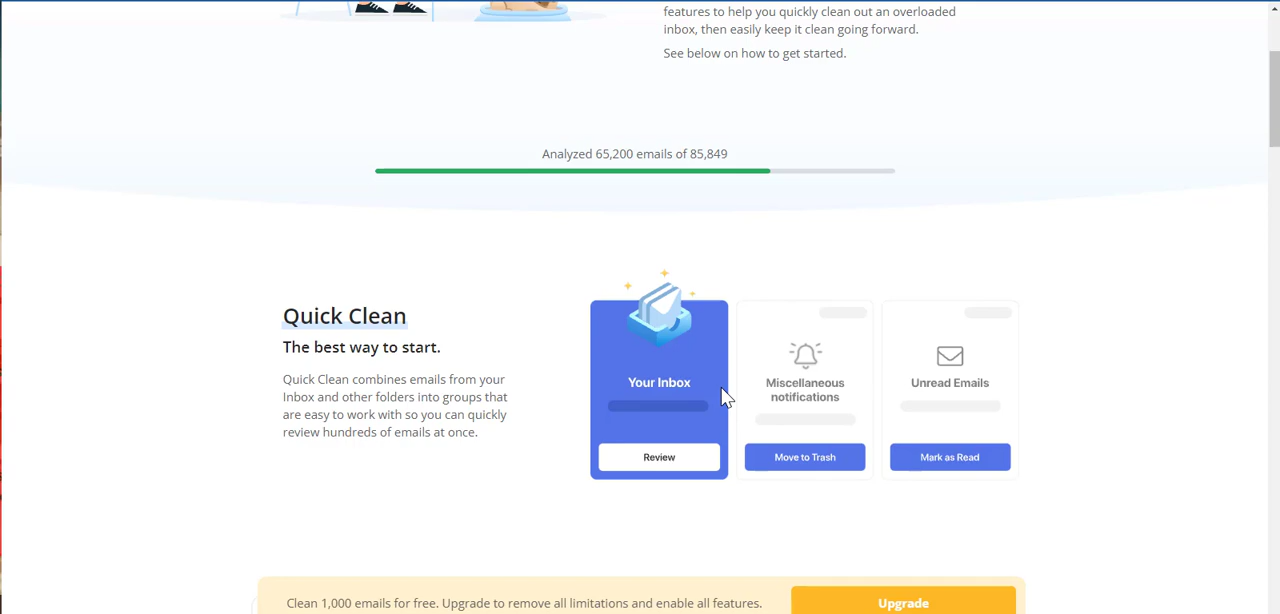 features to help you quickly clean out an overloaded
inbox, then easily keep it clean going forward.
See below on how to get started.
Analyzed 65,200 emails of 85,849
Quick Clean
The best way to start.
Quick Clean combines emails from your
Inbox and other folders into groups that
are easy to work with so you can quickly
review hundreds of emails at once.
Your Inbox
Review
Miscellaneous
notifications
Move to Trash
Unread Emails
Mark as Read
Clean 1,000 emails for free. Upgrade to remove all limitations and enable all features.
Upgrade